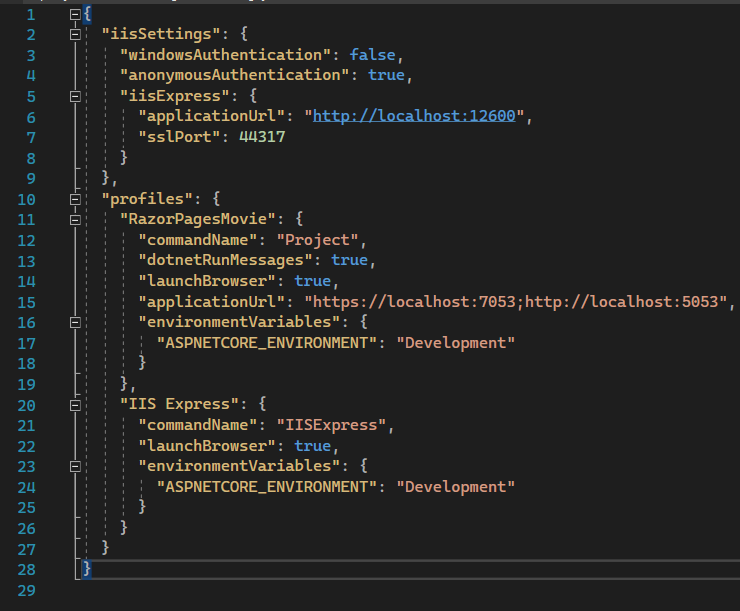 1 {
2 "iisSettings": {
3 "windowsAuthentication": false,
4 "anonymousAuthentication": true,
5 "iisExpress": {
6 "applicationUrl": "http://localhost:12600",
7 "sslPort": 44317
8 }
9 },
10 "profiles": {
11 "RazorPagesMovie": {
12 "commandName": "Project",
13 "dotnetRunMessages": true,
14 "launchBrowser": true,
15 "applicationUrl": "https://localhost:7053;http://localhost:5053",
16 "environmentVariables": {
17 "ASPNETCORE_ENVIRONMENT": "Development"
18 }
19 },
20 "IIS Express": {
21 "commandName": "IISExpress",
22 "launchBrowser": true,
23 "environmentVariables": {
24 "ASPNETCORE_ENVIRONMENT": "Development"
25 }
26 }
27 }
28 }
29